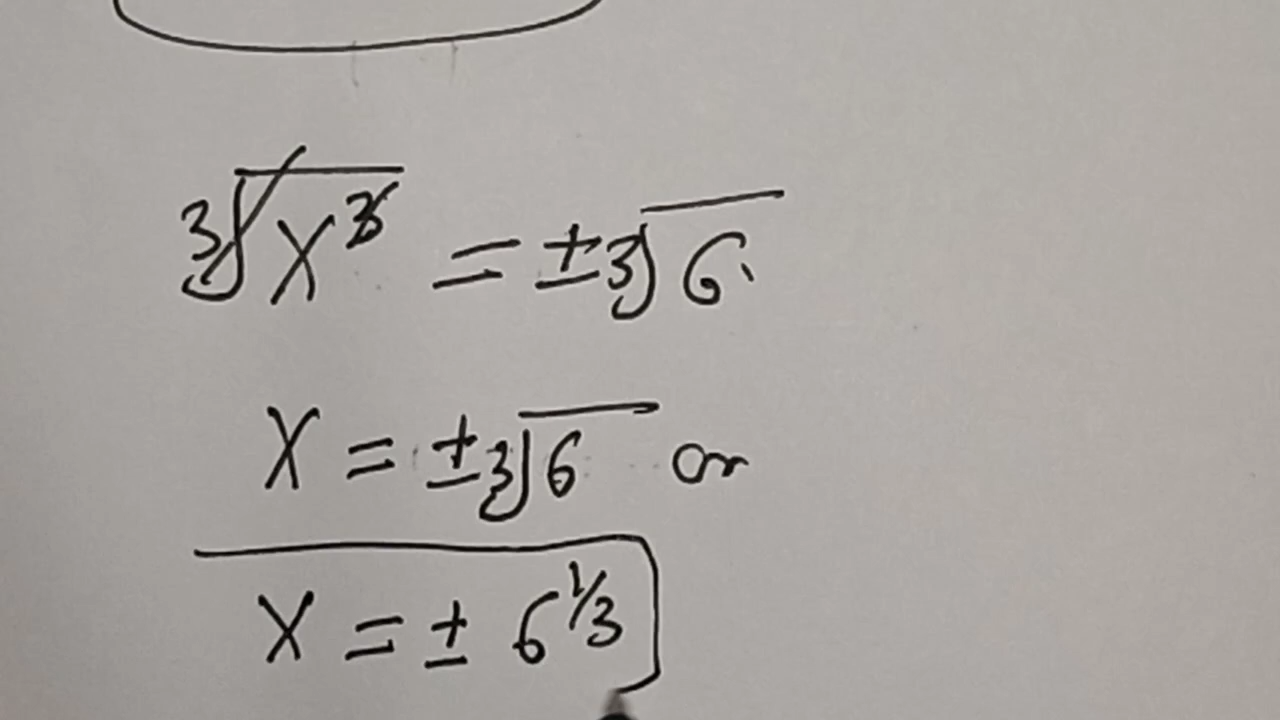 ∛X³ = ±∛6
X = ±∛6 or
X = ± 6^1/3